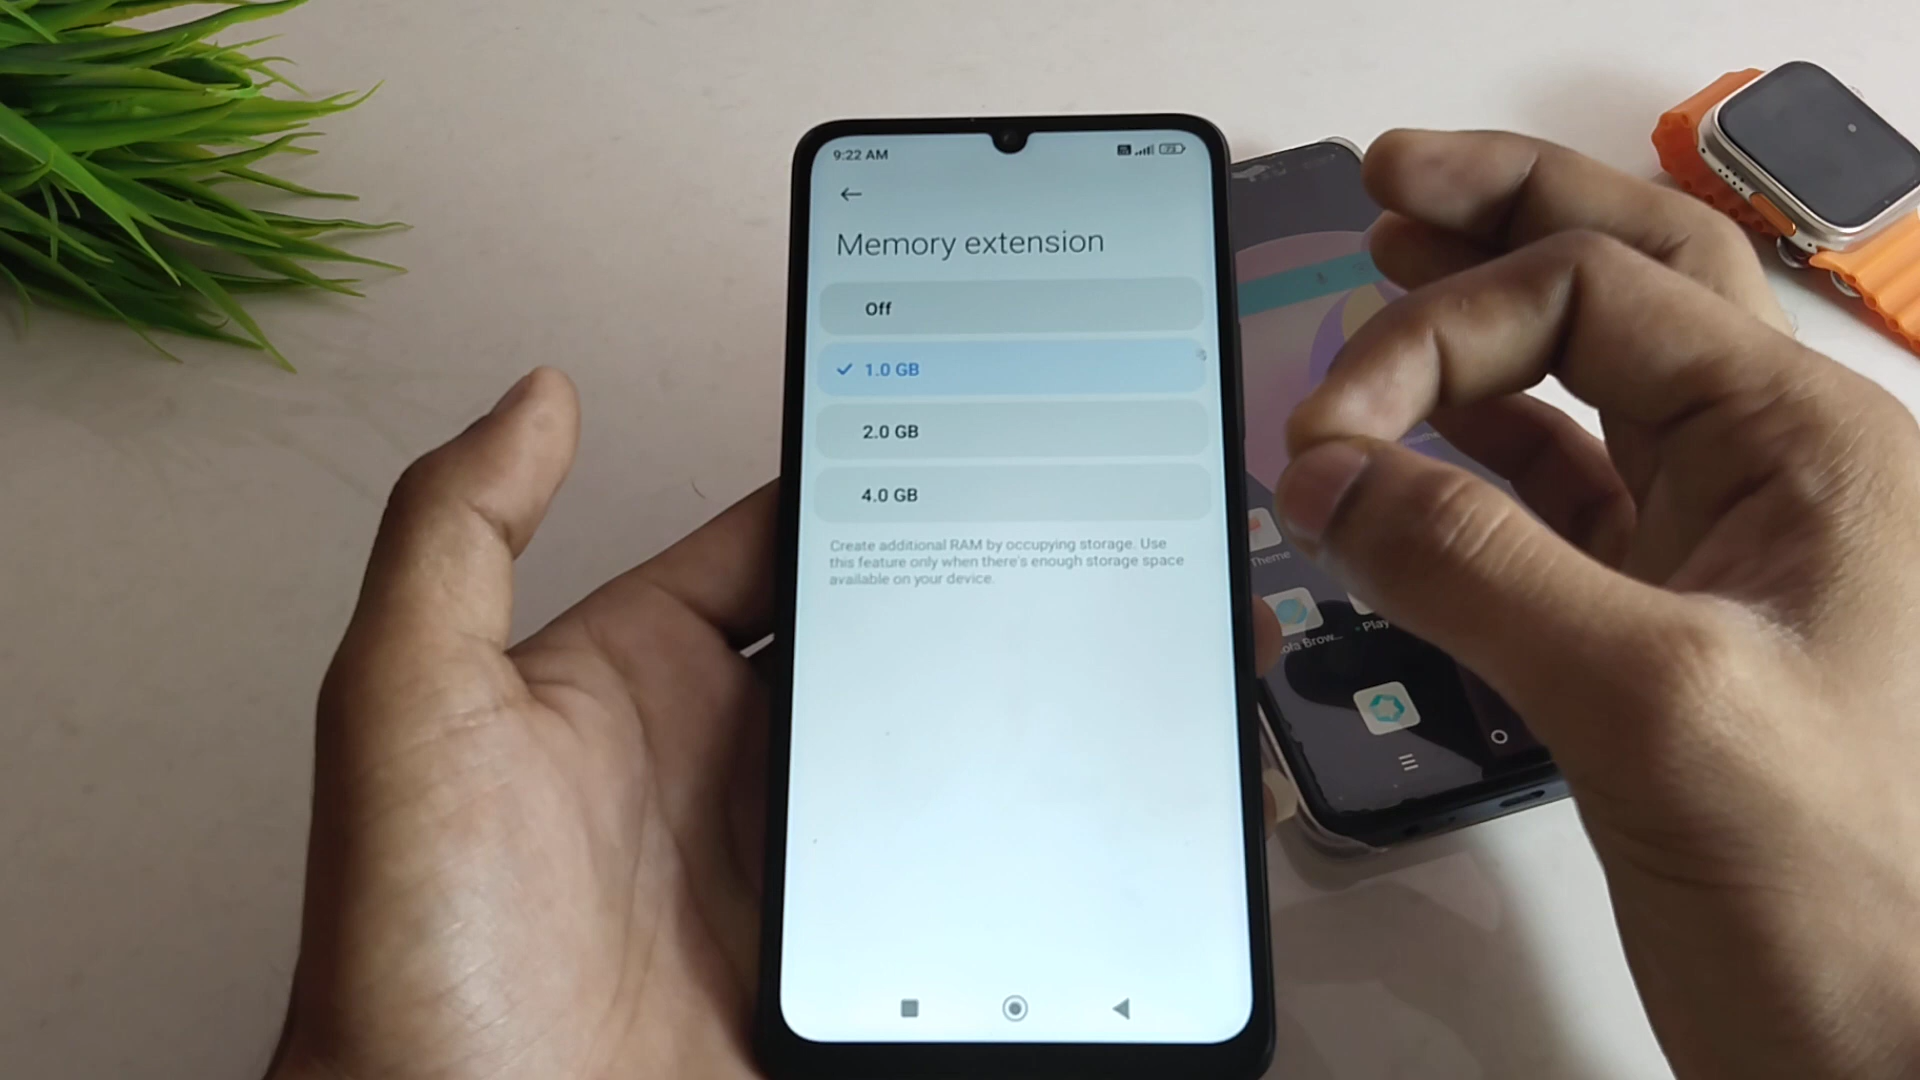 9:22 AM
73
Memory extension
Off
1.0 GB
2.0 GB
4.0 GB
Create additional RAM by occupying storage. Use
this feature only when there's enough storage space
available on your device.
Theme
Play